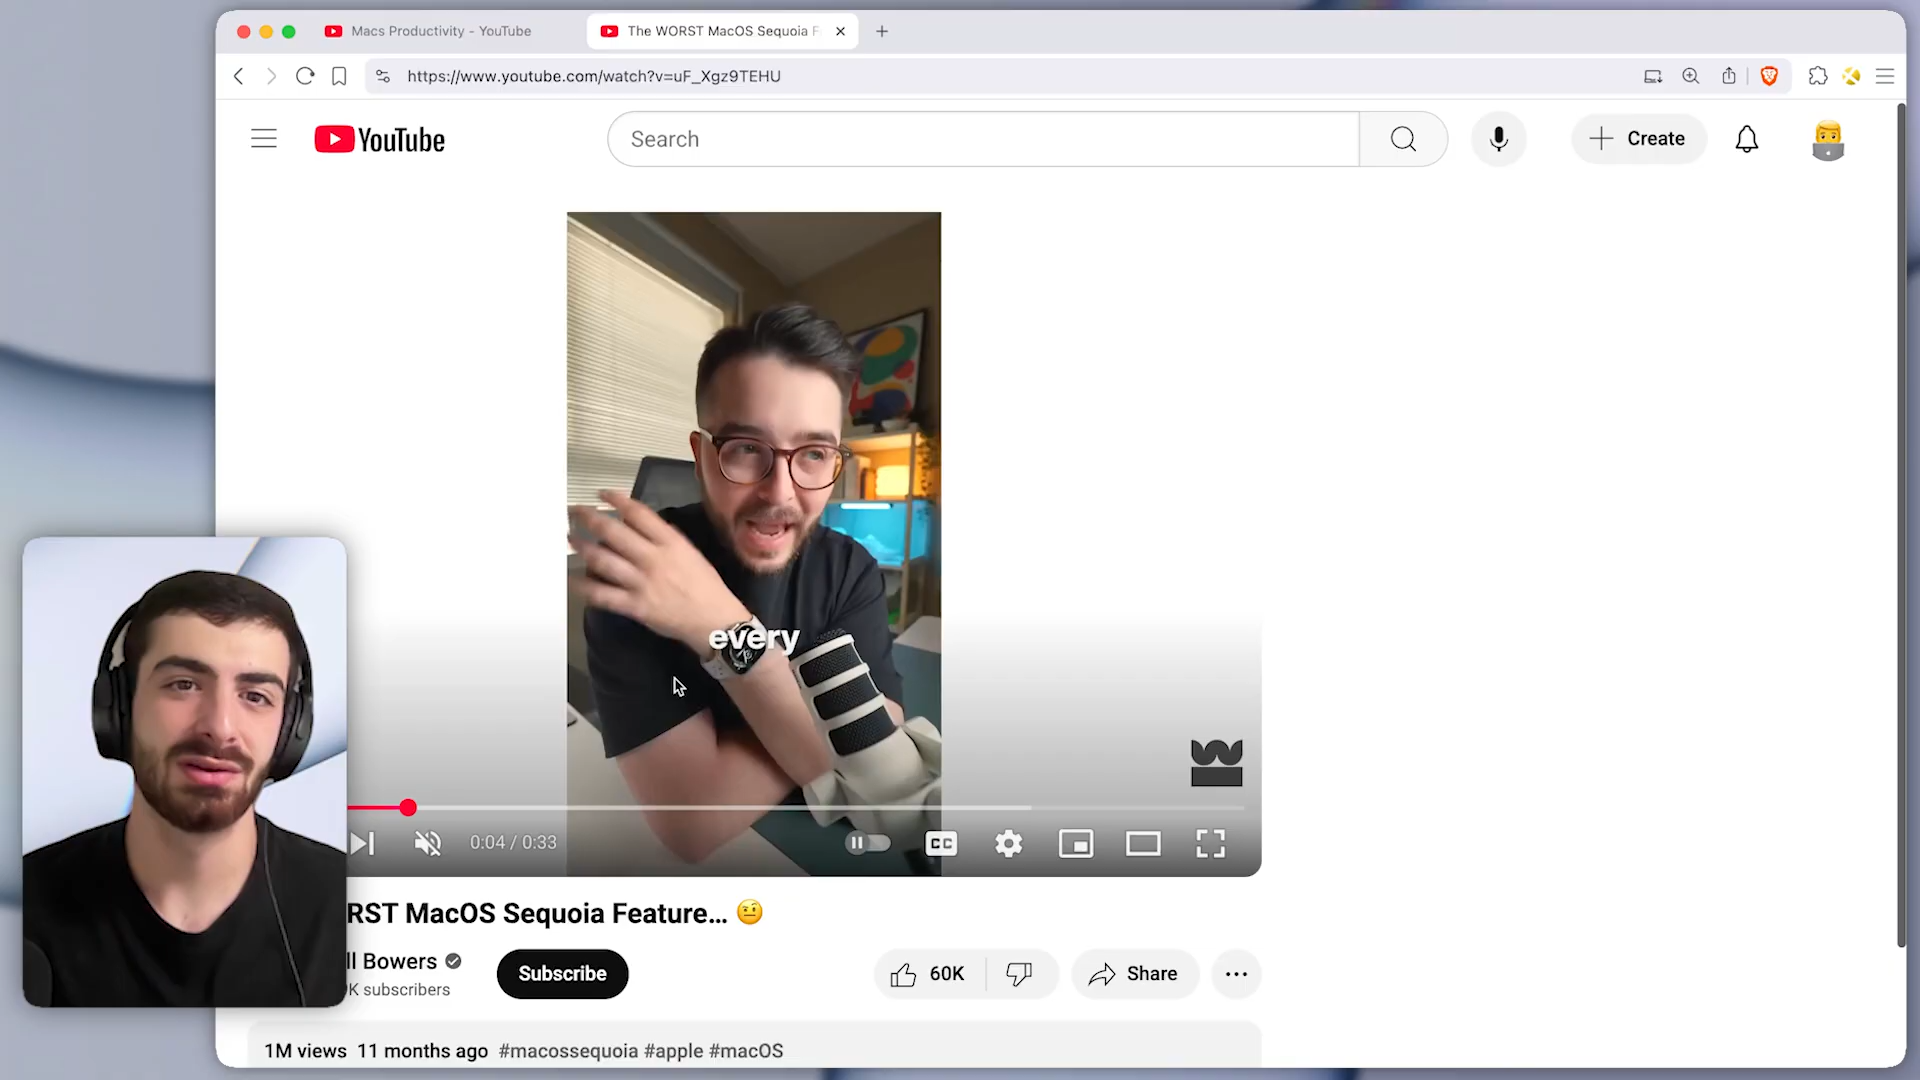 Macs Productivity - YouTube
The WORST MacOS Sequoia F
https://www.youtube.com/watch?v=uF_Xgz9TEHU
YouTube
Search
Create
every
0:04 / 0:33
CC
RST MacOS Sequoia Feature...
ll Bowers
Subscribe
K subscribers
60K
Share
1M views 11 months ago #macossequoia #apple #macOS